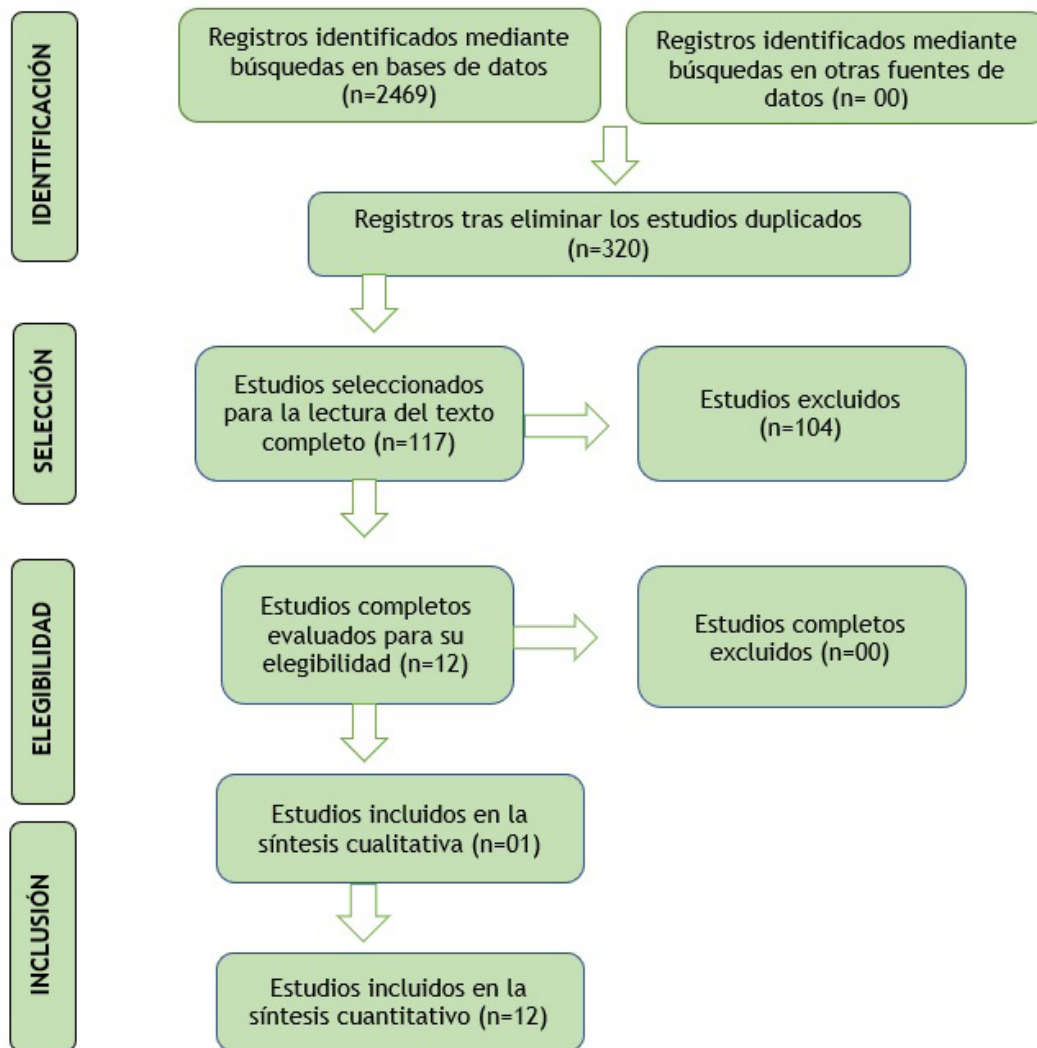 IDENTIFICACIÓN
Registros identificados mediante
búsquedas en bases de datos
(n=2469)
Registros identificados mediante
búsquedas en otras fuentes de
datos (n= 00)
Registros tras eliminar los estudios duplicados
(n=320)
SELECCIÓN
Estudios seleccionados
para la lectura del texto
completo (n=117)
Estudios excluidos
(n=104)
ELEGIBILIDAD
Estudios completos
evaluados para su
elegibilidad (n=12)
Estudios completos
excluidos (n=00)
INCLUSIÓN
Estudios incluidos en la
síntesis cualitativa (n=01)
Estudios incluidos en la
síntesis cuantitativo (n=12)